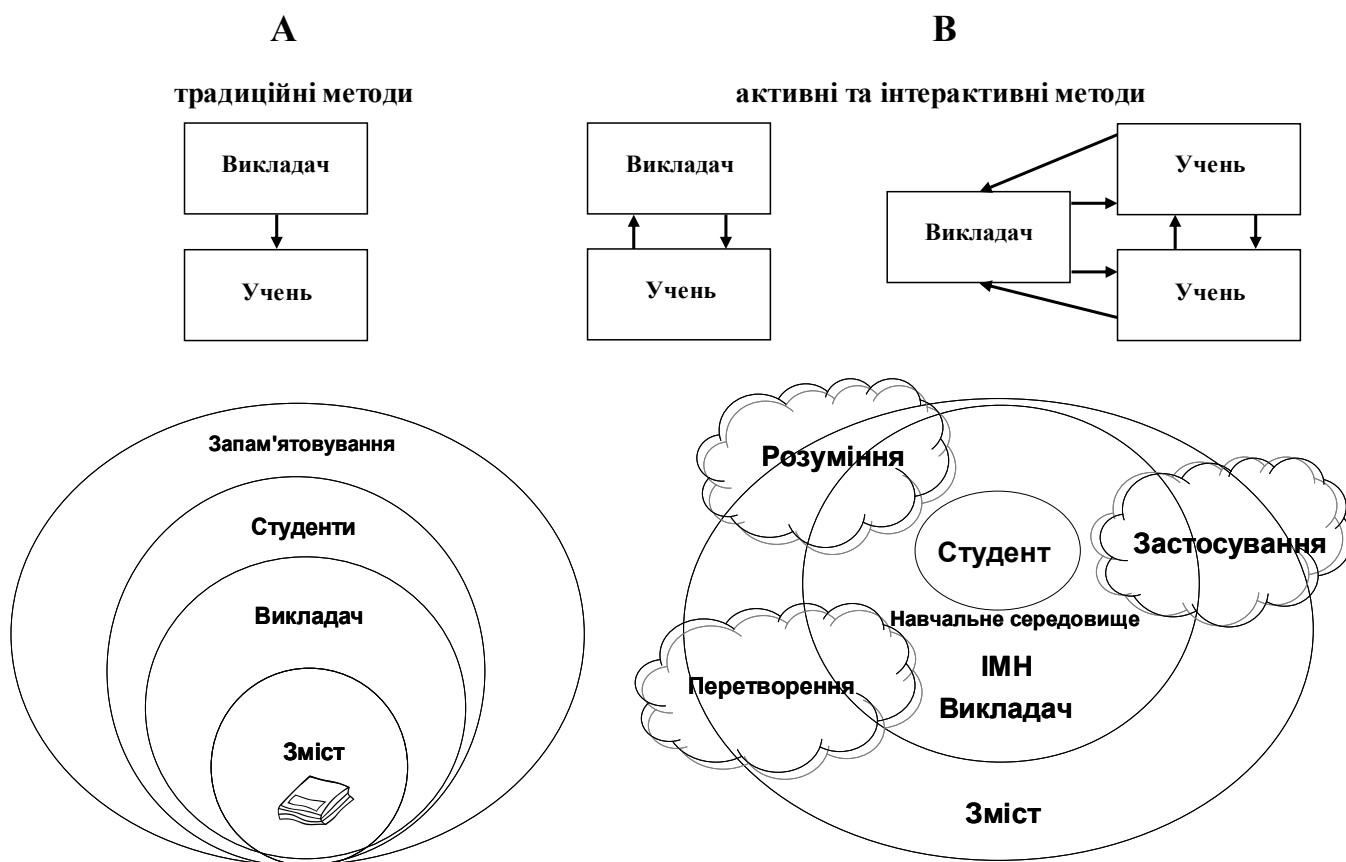 А
В
традиційні методи
активні та інтерактивні методи
Викладач
Учень
Викладач
Учень
Викладач
Учень
Учень
Запам'ятовування
Студенти
Викладач
Зміст
Розуміння
Студент
Застосування
Навчальне середовище
Перетворення
ІМН
Викладач
Зміст